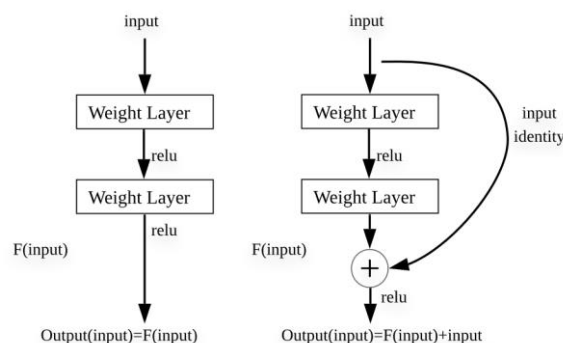 input
Weight Layer
relu
Weight Layer
relu
F(input)
Output(input)=F(input)
input
Weight Layer
input
identity
relu
Weight Layer
F(input)
+
relu
Output(input)=F(input)+input